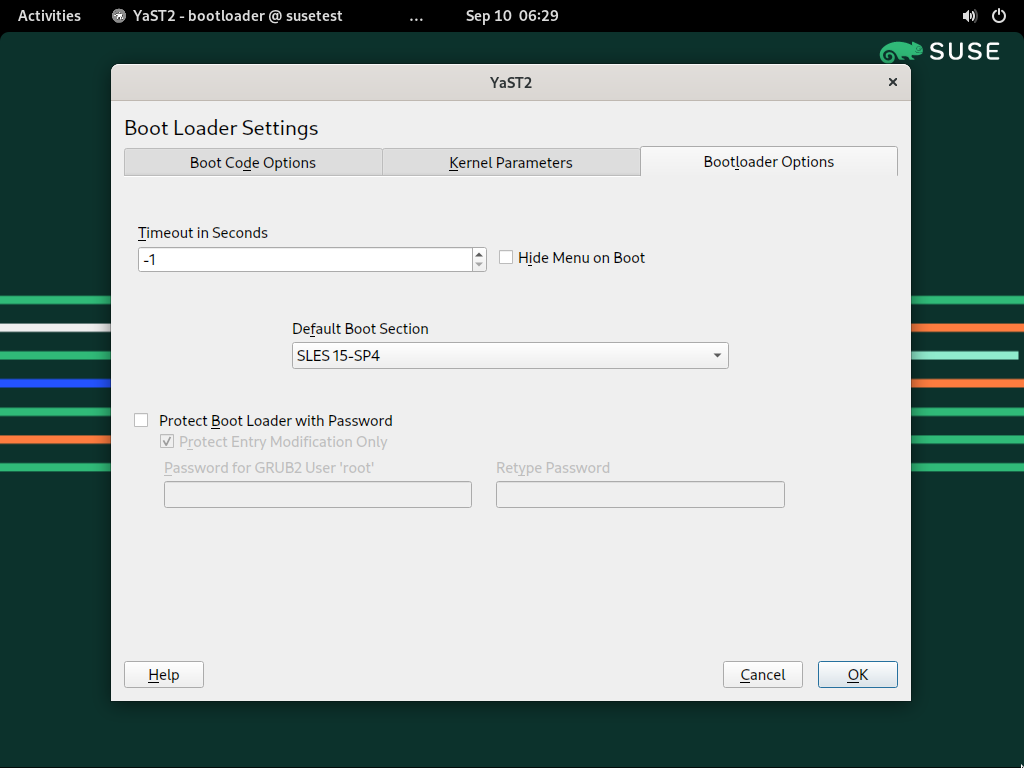 Activities YaST2 - bootloader @ susetest ... Sep 10 06:29
SUSE
YaST2
Boot Loader Settings
Boot Code Options Kernel Parameters Bootloader Options
Timeout in Seconds
-1 Hide Menu on Boot
Default Boot Section
SLES 15-SP4
Protect Boot Loader with Password
Protect Entry Modification Only
Password for GRUB2 User 'root' Retype Password
Help Cancel OK